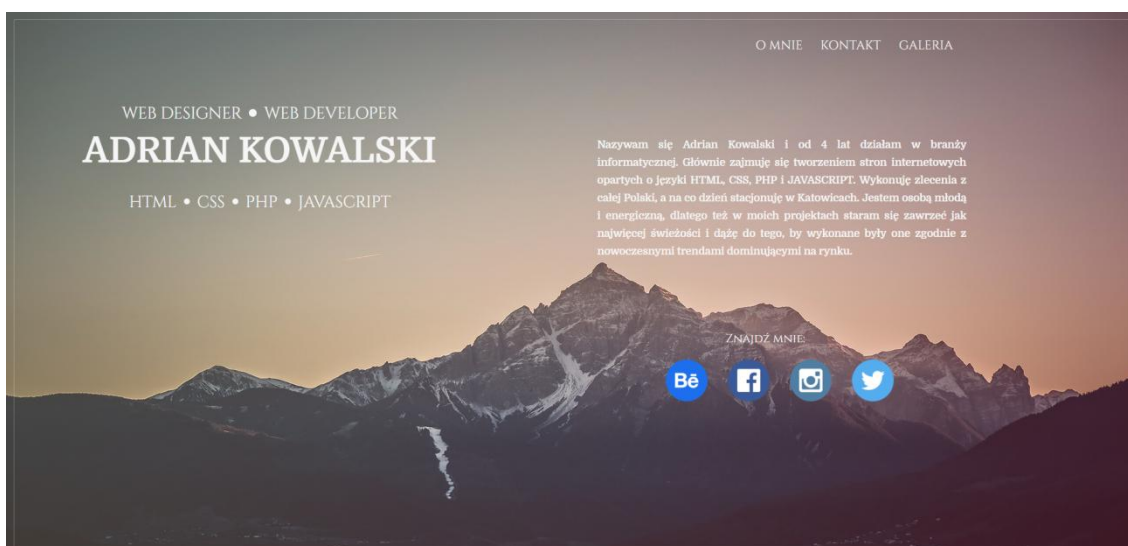 O MNIE KONTAKT GALERIA
WEB DESIGNER ● WEB DEVELOPER
ADRIAN KOWALSKI
HTML ● CSS ● PHP ● JAVASCRIPT
Nazywam się Adrian Kowalski i od 4 lat działam w branży
informatycznej. Głównie zajmuję się tworzeniem stron internetowych
opartych o języki HTML, CSS, PHP i JAVASCRIPT. Wykonuję zlecenia z
całej Polski, a na co dzień stacjonuję w Katowicach. Jestem osobą młodą
i energiczną, dlatego też w moich projektach staram się zawrzeć jak
najwięcej świeżości i dążę do tego, by wykonane były one zgodnie z
nowoczesnymi trendami dominującymi na rynku.
ZNAJDŹ MNIE:
Bē